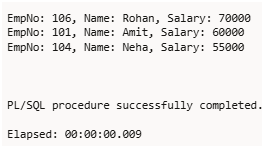 EmpNo: 106, Name: Rohan, Salary: 70000
EmpNo: 101, Name: Amit, Salary: 60000
EmpNo: 104, Name: Neha, Salary: 55000
PL/SQL procedure successfully completed.
Elapsed: 00:00:00.009